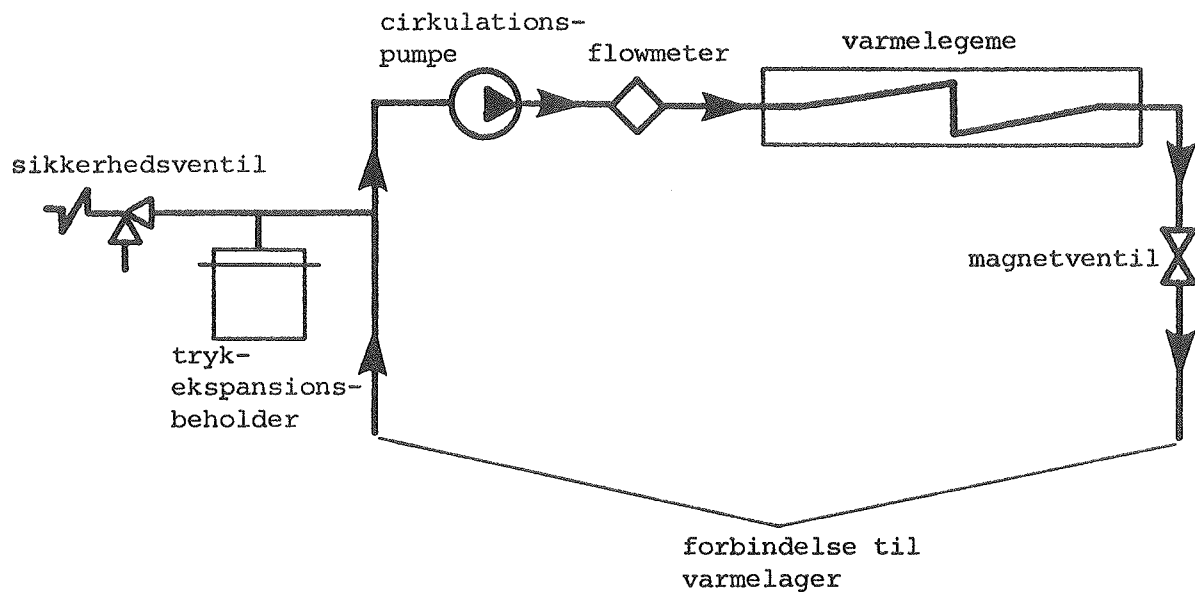 cirkulations-
pumpe
flowmeter
varmelegeme
sikkerhedsventil
magnetventil
tryk-
ekspansions-
beholder
forbindelse til
varmelager